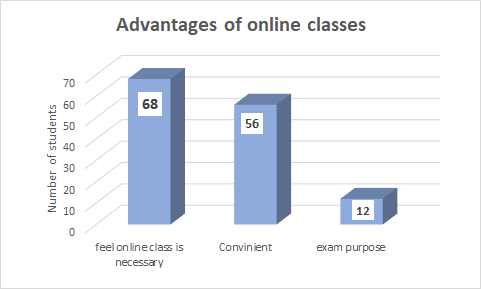 Advantages of online classes
Number of students
70
60
50
40
30
20
10
0
68
56
12
feel online class is
necessary
Convinient
exam purpose